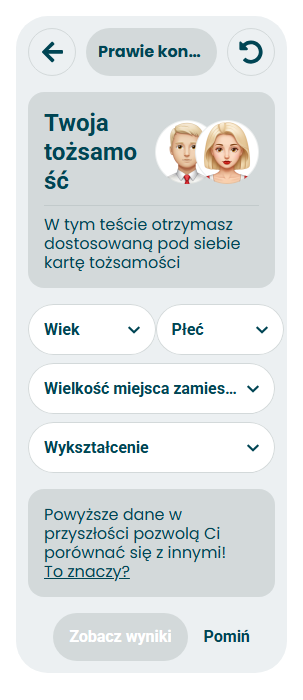 Prawie kon...
Twoja
tożsamo
ść
W tym teście otrzymasz
dostosowaną pod siebie
kartę tożsamości
Wiek Płeć
Wielkość miejsca zamies...
Wykształcenie
Powyższe dane w
przyszłości pozwolą Ci
porównać się z innymi!
To znaczy?
Zobacz wyniki Pomiń